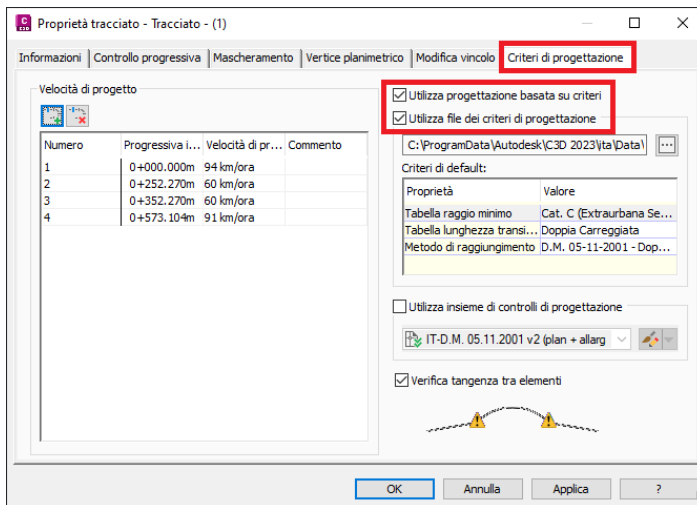 Proprietà tracciato - Tracciato - (1)
Informazioni Controllo progressiva Mascheramento Vertice planimetrico Modifica vincolo Criteri di progettazione
Velocità di progetto
Numero Progressiva i... Velocità di pr... Commento
1 0+000.000m 94 km/ora
2 0+252.270m 60 km/ora
3 0+352.270m 60 km/ora
4 0+573.104m 91 km/ora
Utilizza progettazione basata su criteri
Utilizza file dei criteri di progettazione
C:\ProgramData\Autodesk\C3D 2023\ita\Data\
...
Criteri di default:
Proprietà Valore
Tabella raggio minimo Cat. C (Extraurbana Se...
Tabella lunghezza transi... Doppia Carreggiata
Metodo di raggiungimento D.M. 05-11-2001 - Dop...
Utilizza insieme di controlli di progettazione
IT-D.M. 05.11.2001 v2 (plan + allarg
Verifica tangenza tra elementi
OK Annulla Applica ?